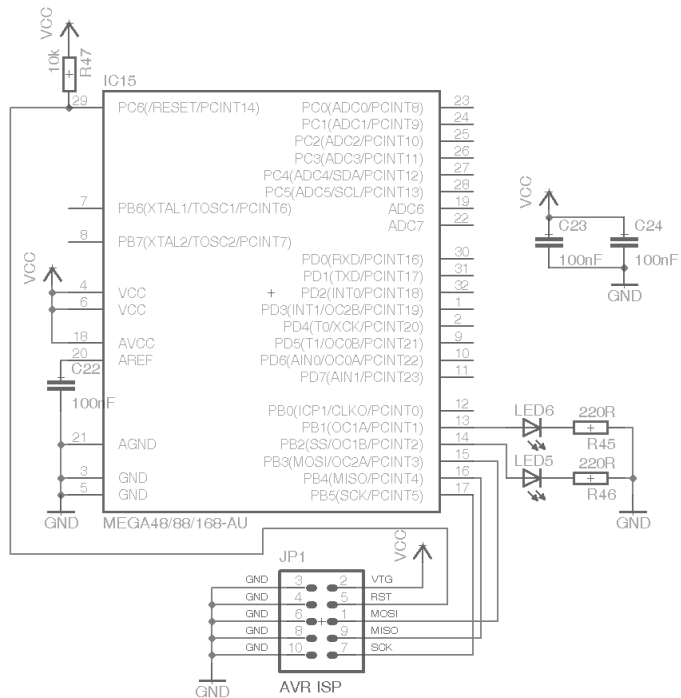 VCC
10k
R47
IC15
29 PC6(/RESET/PCINT14)
PC0(ADC0/PCINT8) 23
PC1(ADC1/PCINT9) 24
PC2(ADC2/PCINT10) 25
PC3(ADC3/PCINT11) 26
PC4(ADC4/SDA/PCINT12) 27
PC5(ADC5/SCL/PCINT13) 28
7 PB6(XTAL1/TOSC1/PCINT6)
ADC6 19
ADC7 22
8 PB7(XTAL2/TOSC2/PCINT7)
PD0(RXD/PCINT16) 30
PD1(TXD/PCINT17) 31
VCC
4 VCC
PD2(INT0/PCINT18) 32
6 VCC
PD3(INT1/OC2B/PCINT19) 1
PD4(T0/XCK/PCINT20) 2
18 AVCC
PD5(T1/OC0B/PCINT21) 9
20 AREF
PD6(AIN0/OC0A/PCINT22) 10
C22
PD7(AIN1/PCINT23) 11
100nF
PB0(ICP1/CLKO/PCINT0) 12
PB1(OC1A/PCINT1) 13
21 AGND
PB2(SS/OC1B/PCINT2) 14
PB3(MOSI/OC2A/PCINT3) 15
3 GND
PB4(MISO/PCINT4) 16
5 GND
PB5(SCK/PCINT5) 17
GND
MEGA48/88/168-AU
VCC
C23
C24
100nF
100nF
GND
LED6
220R
R45
LED5
220R
R46
GND
JP1
VCC
GND 3 2 VTG
GND 4 5 RST
GND 6 1 MOSI
GND 8 9 MISO
GND 10 7 SCK
GND
AVR ISP